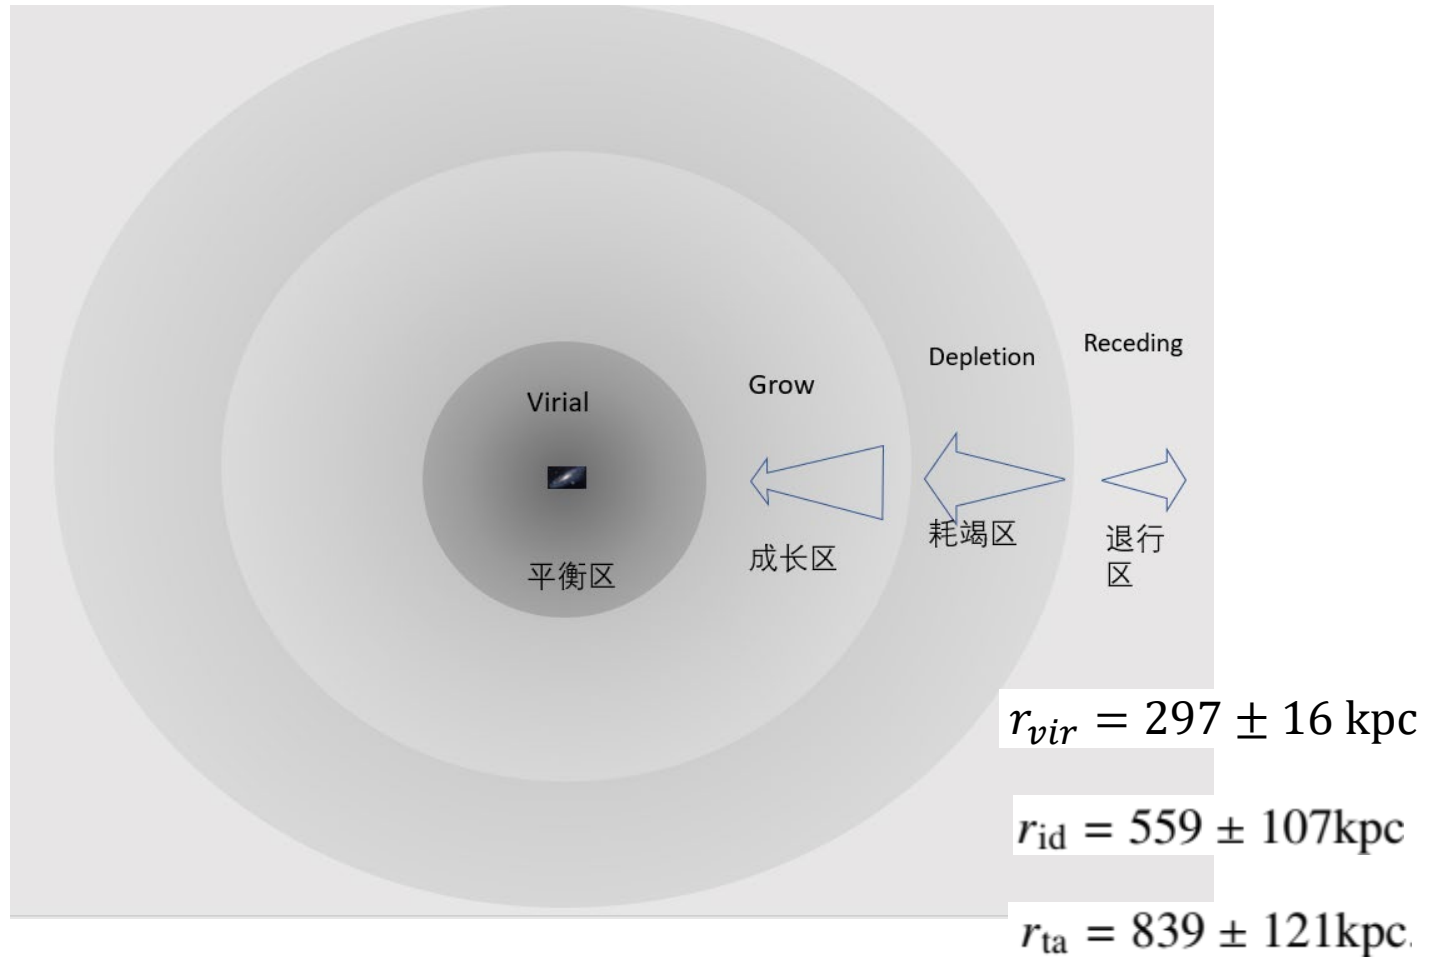 Receding
Depletion
Grow
Virial
耗竭区
退行
区
成长区
平衡区
r_vir = 297 ± 16 kpc
r_id = 559 ± 107kpc
r_ta = 839 ± 121kpc.